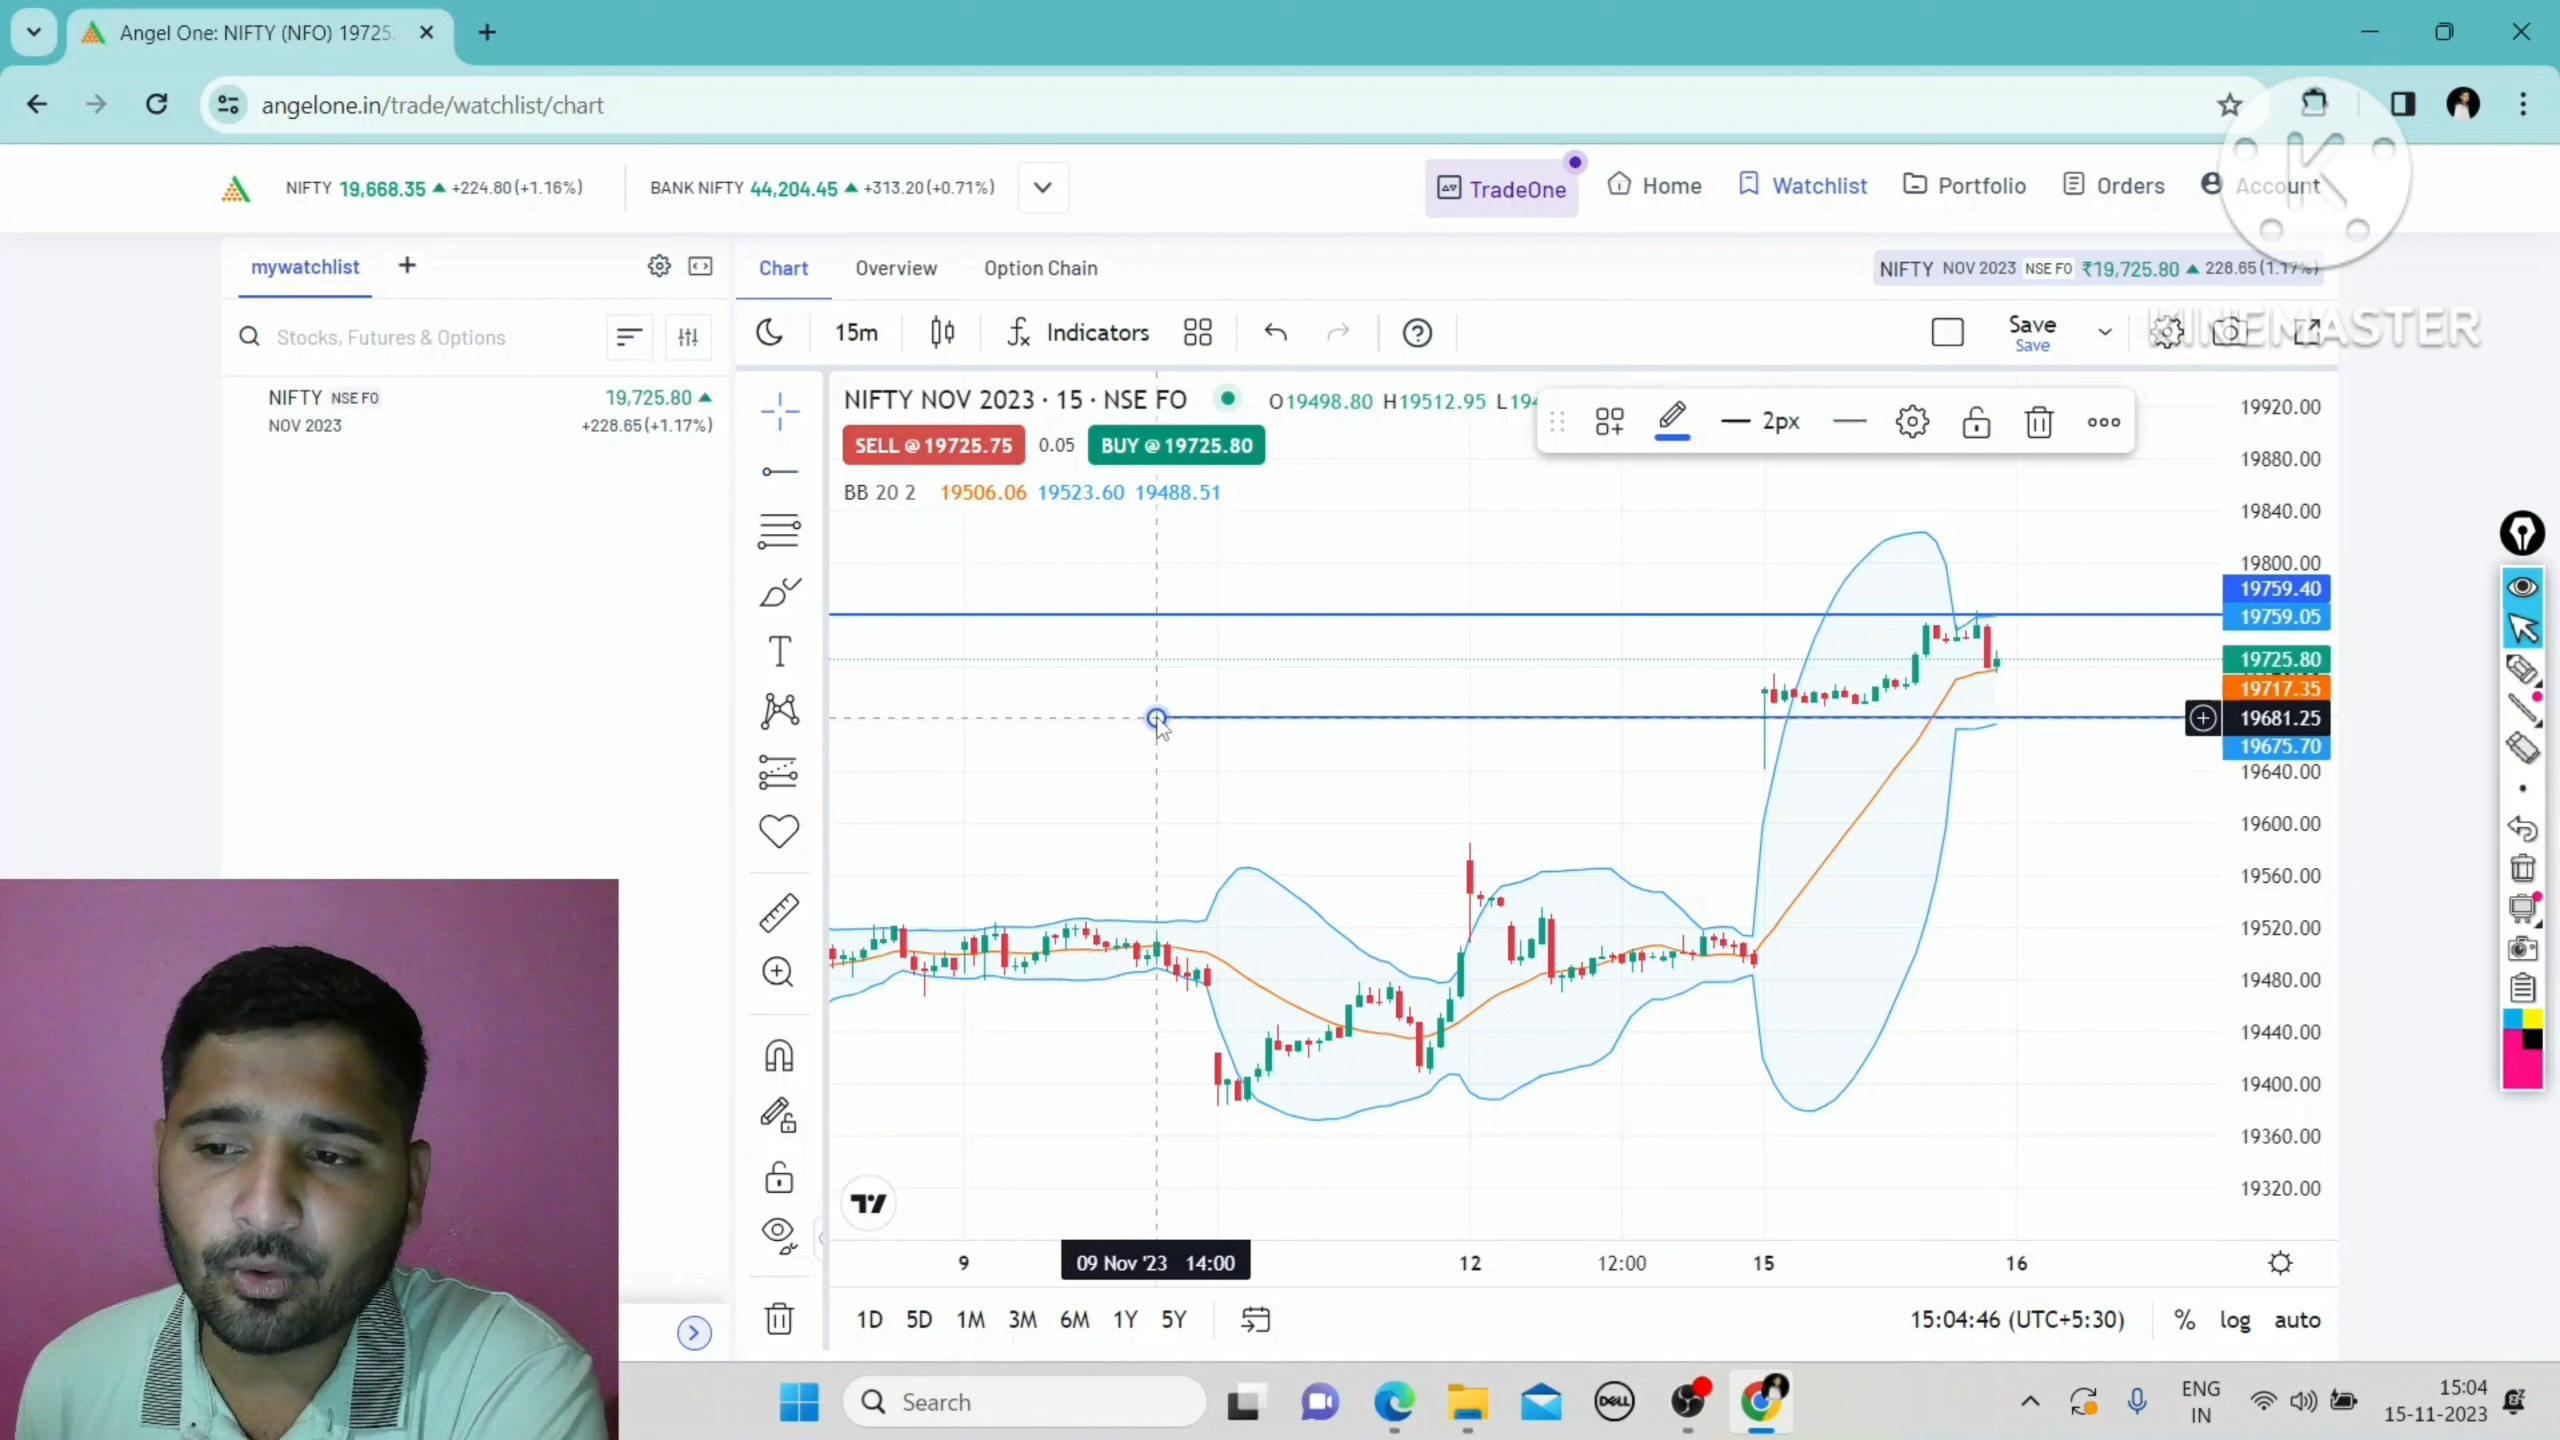 Angel One: NIFTY (NFO) 19725.
angelone.in/trade/watchlist/chart
NIFTY 19,668.35 ▲ +224.80 (+1.16%)
BANK NIFTY 44,204.45 ▲ +313.20 (+0.71%)
TradeOne
Home
Watchlist
Portfolio
Orders
Account
K
KINEMASTER
mywatchlist +
Chart
Overview
Option Chain
NIFTY NOV 2023 NSE FO ₹19,725.80 ▲ 228.65 (1.17%)
Stocks, Futures & Options
15m
Indicators
Save
Save
NIFTY NSE FO 19,725.80 ▲
NOV 2023 +228.65 (+1.17%)
NIFTY NOV 2023 · 15 · NSE FO O19498.80 H19512.95 L194
2px
SELL @ 19725.75 0.05 BUY @ 19725.80
BB 20 2 19506.06 19523.60 19488.51
19920.00
19880.00
19840.00
19800.00
19759.40
19759.05
19725.80
19717.35
19681.25
19675.70
19640.00
19600.00
19560.00
19520.00
19480.00
19440.00
19400.00
19360.00
19320.00
9 09 Nov '23 14:00 12 12:00 15 16
1D 5D 1M 3M 6M 1Y 5Y
15:04:46 (UTC+5:30) % log auto
Search
DELL
ENG
IN
15:04
15-11-2023